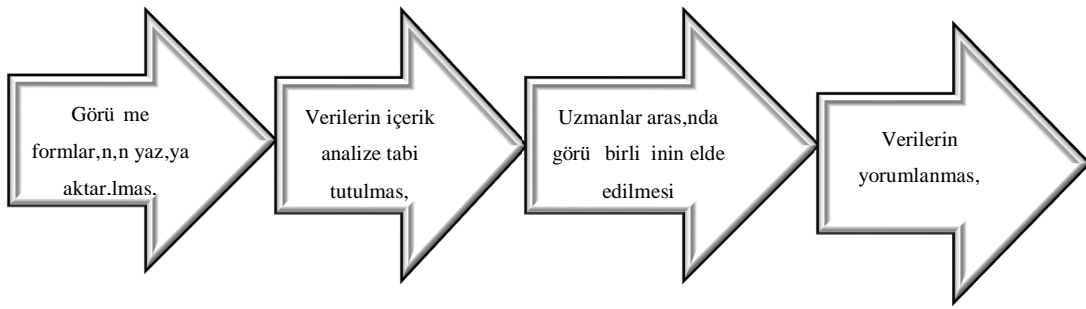 Görü me
formlar,n,n yaz,ya
aktar.lmas.
Verilerin içerik
analize tabi
tutulmas,
Uzmanlar aras,nda
görü birli inin elde
edilmesi
Verilerin
yorumlanmas,